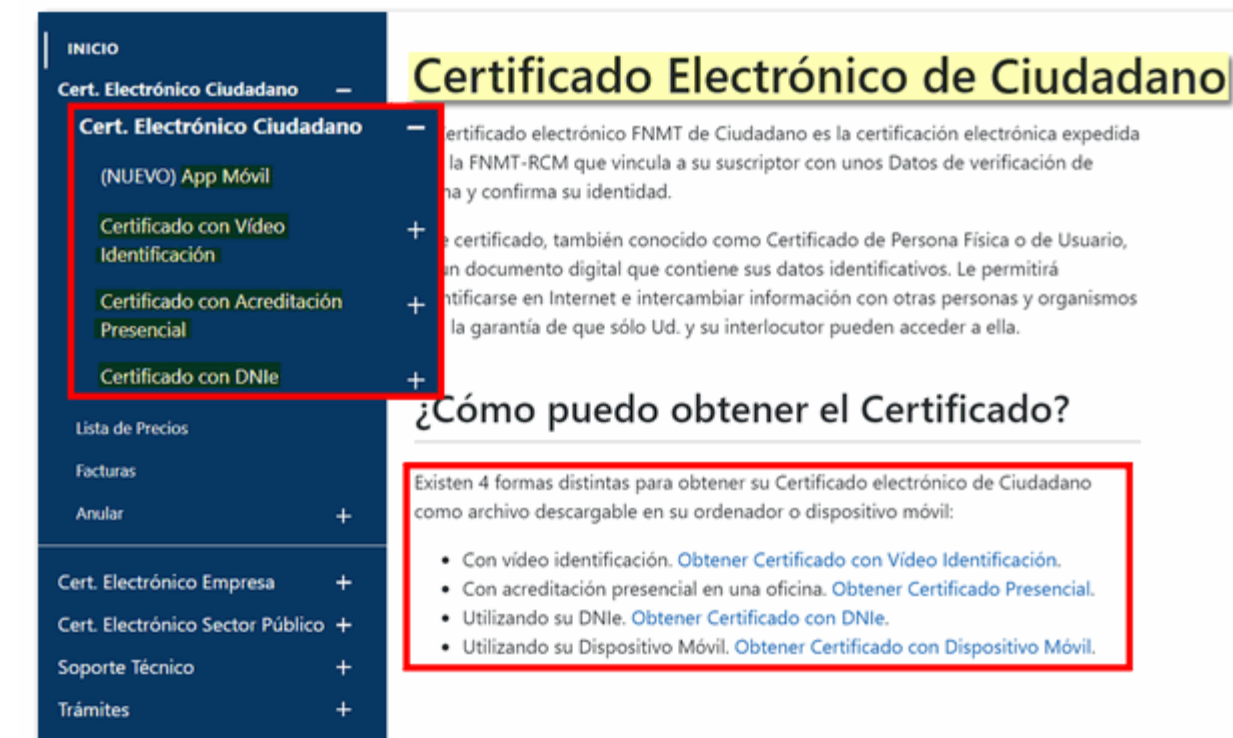 INICIO
Cert. Electrónico Ciudadano –
Cert. Electrónico Ciudadano –
(NUEVO) App Móvil
Certificado con Vídeo +
Identificación
Certificado con Acreditación +
Presencial
Certificado con DNIe +
Lista de Precios
Facturas
Anular +
Cert. Electrónico Empresa +
Cert. Electrónico Sector Público +
Soporte Técnico +
Trámites +
Certificado Electrónico de Ciudadano
ertificado electrónico FNMT de Ciudadano es la certificación electrónica expedida
la FNMT-RCM que vincula a su suscriptor con unos Datos de verificación de
na y confirma su identidad.
certificado, también conocido como Certificado de Persona Física o de Usuario,
un documento digital que contiene sus datos identificativos. Le permitirá
ntificarse en Internet e intercambiar información con otras personas y organismos
la garantía de que sólo Ud. y su interlocutor pueden acceder a ella.
¿Cómo puedo obtener el Certificado?
Existen 4 formas distintas para obtener su Certificado electrónico de Ciudadano
como archivo descargable en su ordenador o dispositivo móvil:
• Con vídeo identificación. Obtener Certificado con Vídeo Identificación.
• Con acreditación presencial en una oficina. Obtener Certificado Presencial.
• Utilizando su DNIe. Obtener Certificado con DNIe.
• Utilizando su Dispositivo Móvil. Obtener Certificado con Dispositivo Móvil.